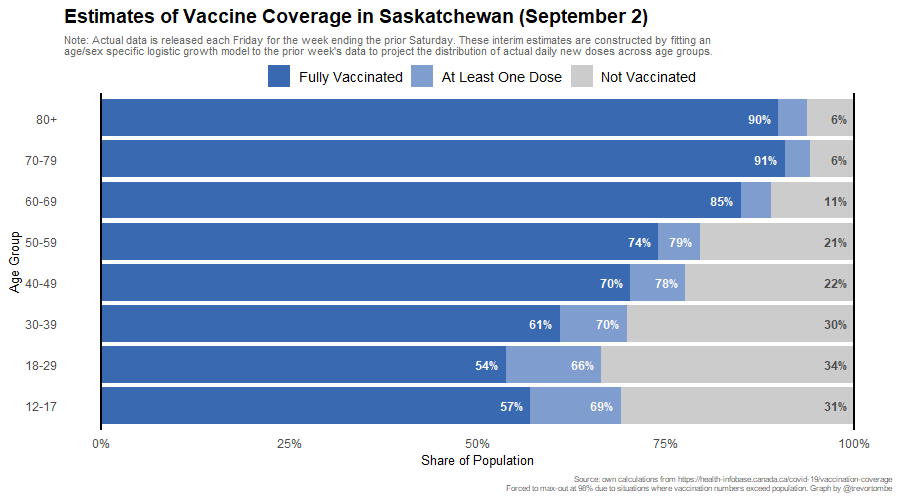 Estimates of Vaccine Coverage in Saskatchewan (September 2)
Note: Actual data is released each Friday for the week ending the prior Saturday. These interim estimates are constructed by fitting an
age/sex specific logistic growth model to the prior week's data to project the distribution of actual daily new doses across age groups.
Fully Vaccinated At Least One Dose Not Vaccinated
Age Group
80+ 90% 6%
70-79 91% 6%
60-69 85% 11%
50-59 74% 79% 21%
40-49 70% 78% 22%
30-39 61% 70% 30%
18-29 54% 66% 34%
12-17 57% 69% 31%
0% 25% 50% 75% 100%
Share of Population
Source: own calculations from https://health-infobase.canada.ca/covid-19/vaccination-coverage
Forced to max-out at 98% due to situations where vaccination numbers exceed population. Graph by @trevortombe